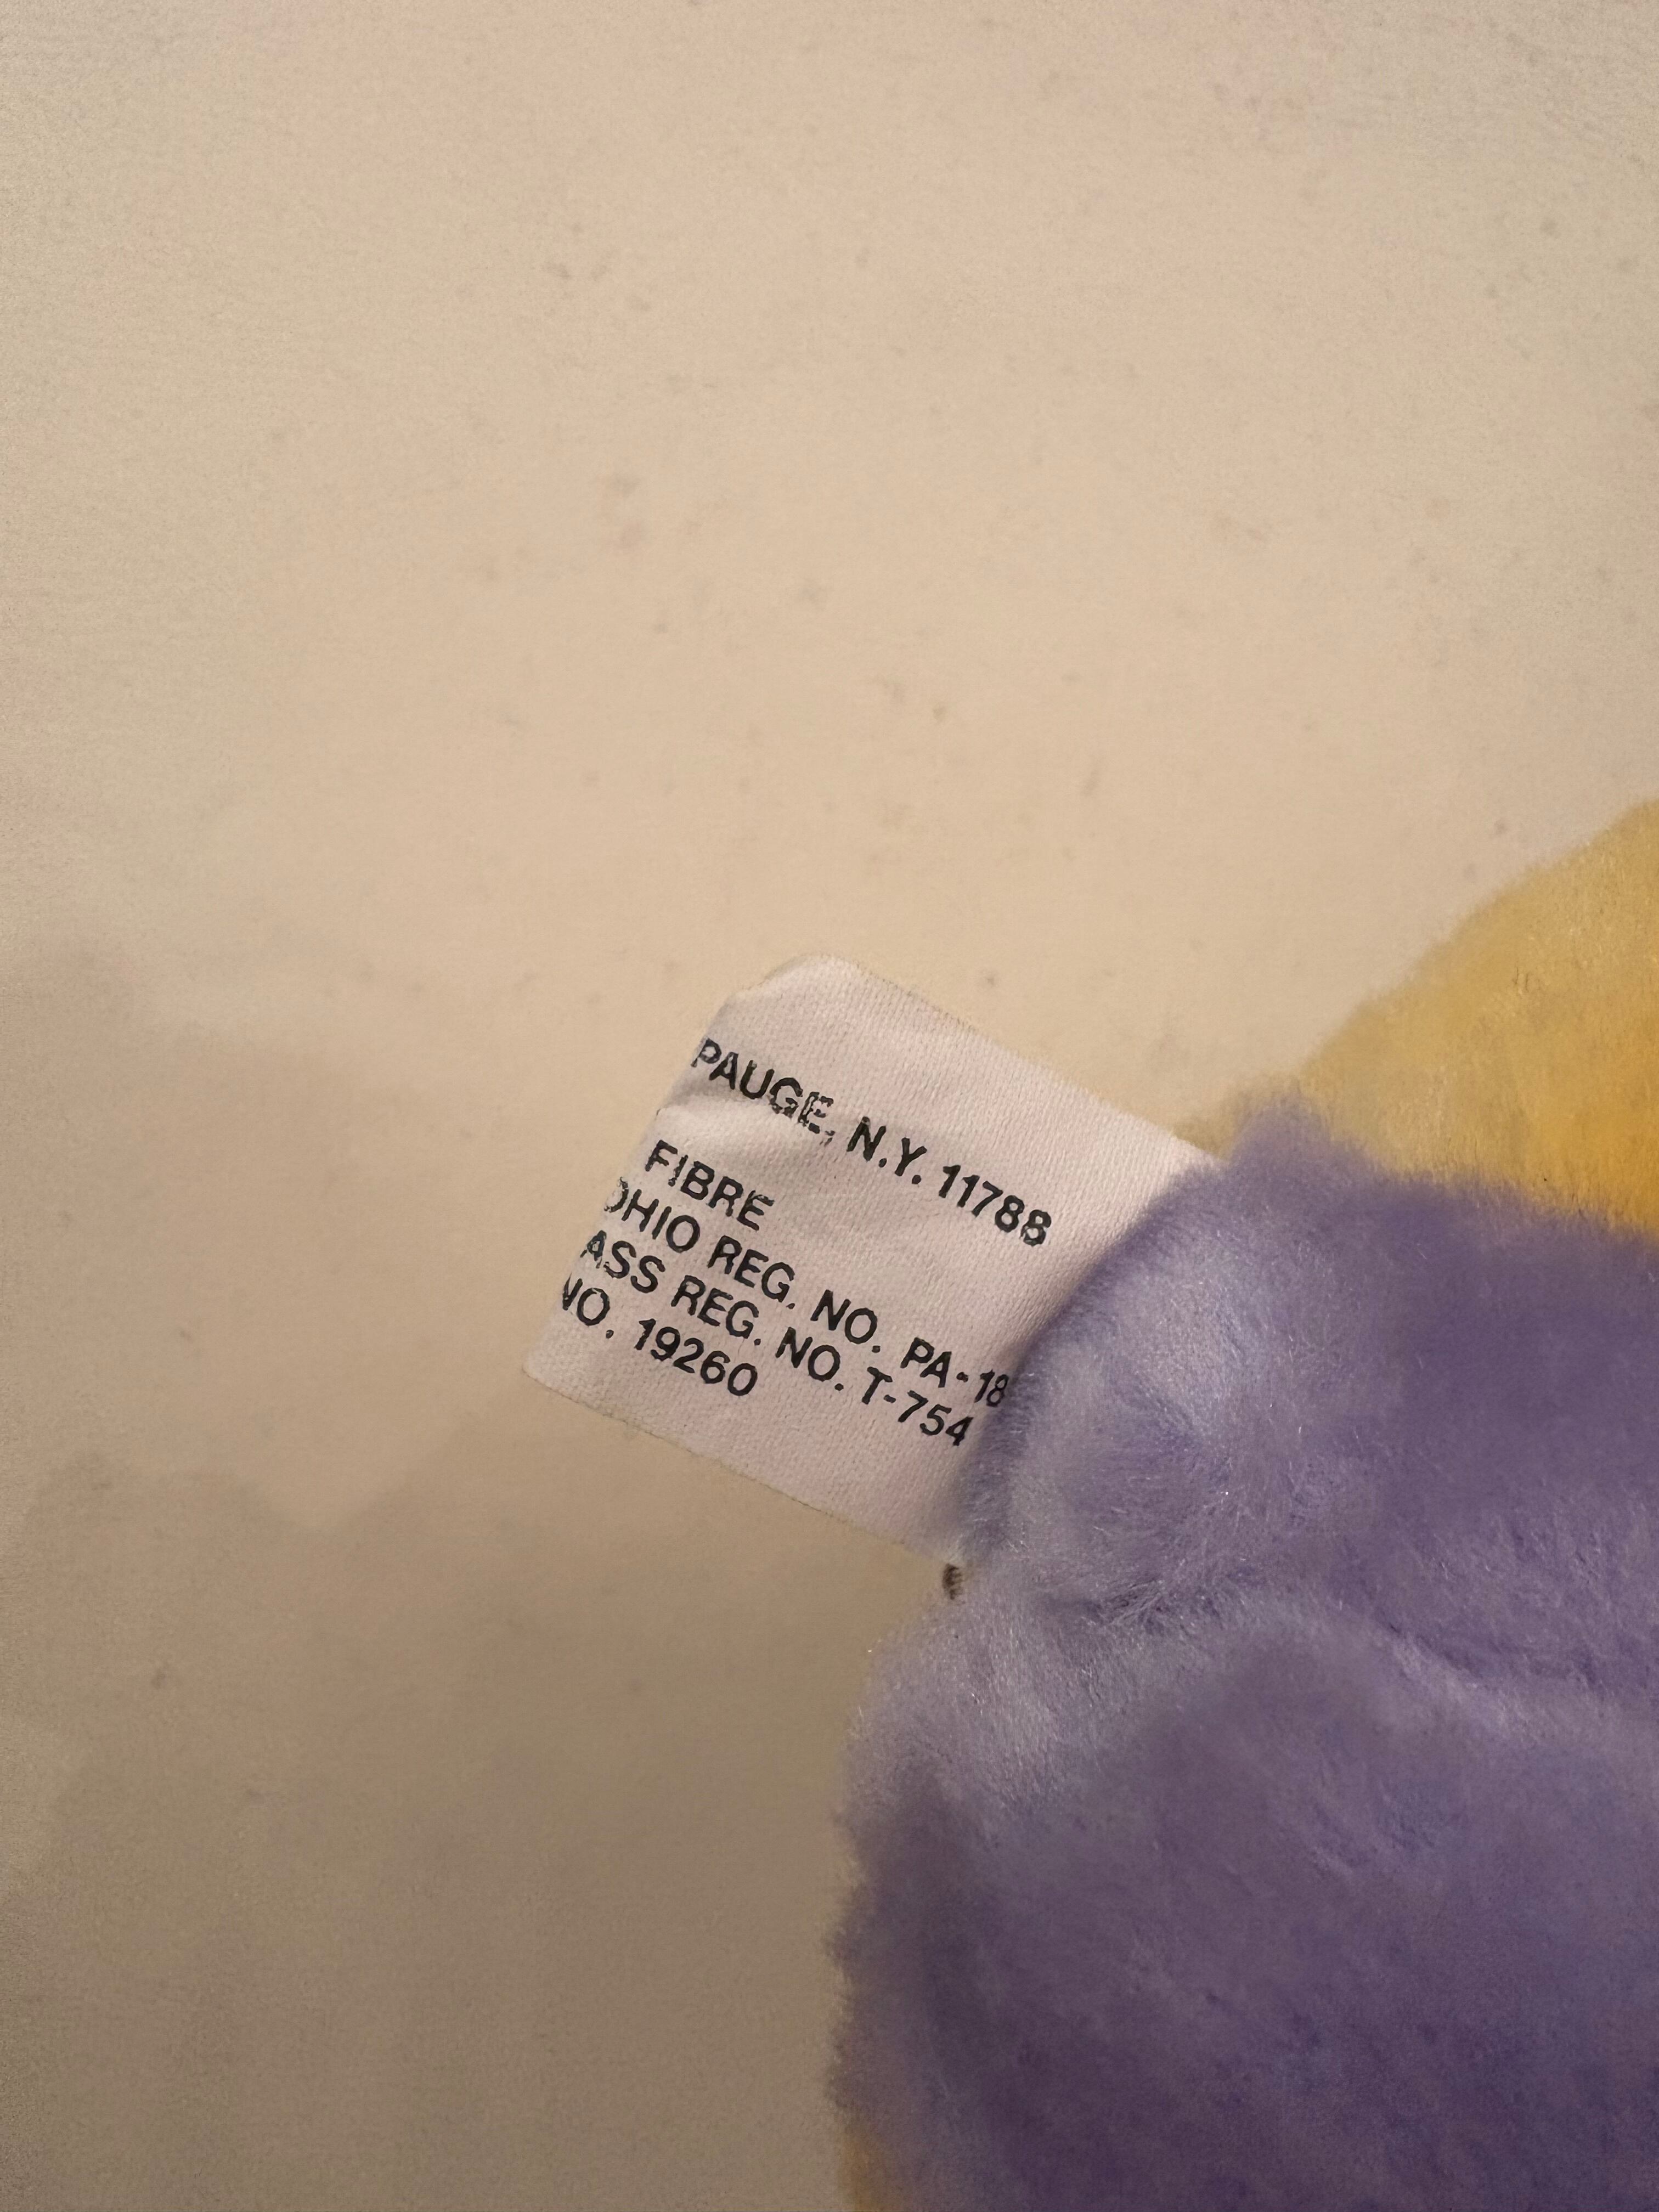 PAUGE, N.Y. 11788
FIBRE
OHIO REG. NO. PA-18
ASS REG. NO. T-754
NO. 19260